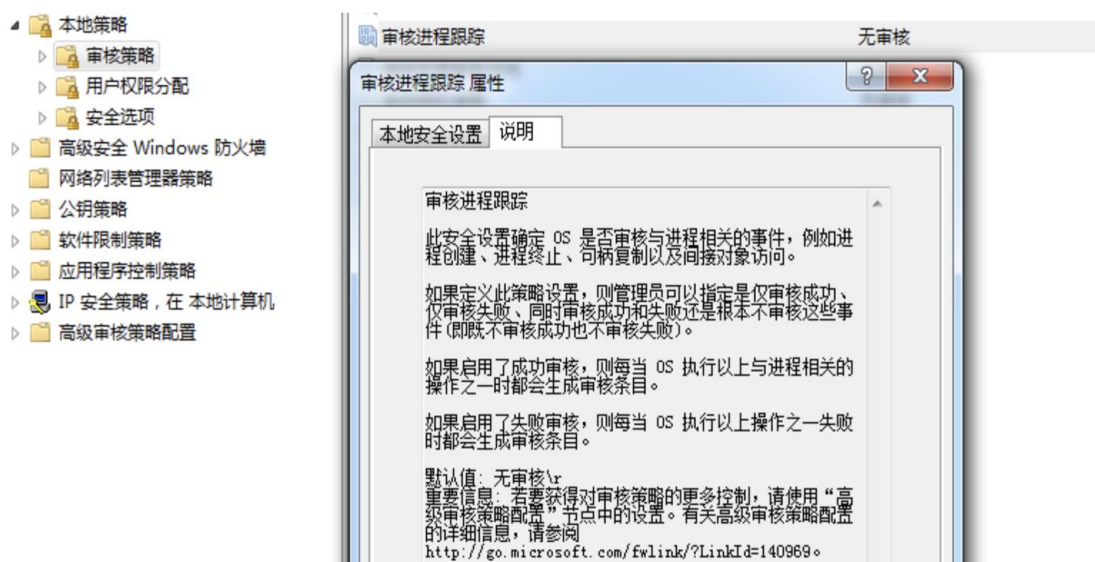 本地策略
审核策略
用户权限分配
安全选项
高级安全 Windows 防火墙
网络列表管理器策略
公钥策略
软件限制策略
应用程序控制策略
IP 安全策略，在 本地计算机
高级审核策略配置
审核进程跟踪 无审核
审核进程跟踪 属性
本地安全设置 说明
审核进程跟踪
此安全设置确定 OS 是否审核与进程相关的事件，例如进
程创建、进程终止、句柄复制以及间接对象访问。
如果定义此策略设置，则管理员可以指定是仅审核成功、
仅审核失败、同时审核成功和失败还是根本不审核这些事
件(即既不审核成功也不审核失败)。
如果启用了成功审核，则每当 OS 执行以上与进程相关的
操作之一时都会生成审核条目。
如果启用了失败审核，则每当 OS 执行以上操作之一失败
时都会生成审核条目。
默认值: 无审核\r
重要信息: 若要获得对审核策略的更多控制，请使用“高
级审核策略配置”节点中的设置。有关高级审核策略配置
的详细信息，请参阅
http://go.microsoft.com/fwlink/?LinkId=140969。